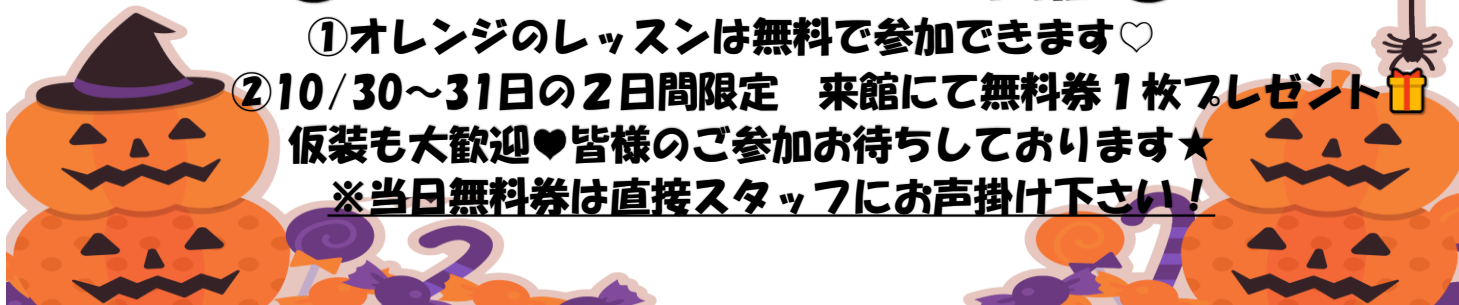 ①オレンジのレッスンは無料で参加できます♡
②10/30～31日の２日間限定　来館にて無料券１枚プレゼント🎁
仮装も大歓迎♥皆様のご参加お待ちしております★
※当日無料券は直接スタッフにお声掛け下さい！